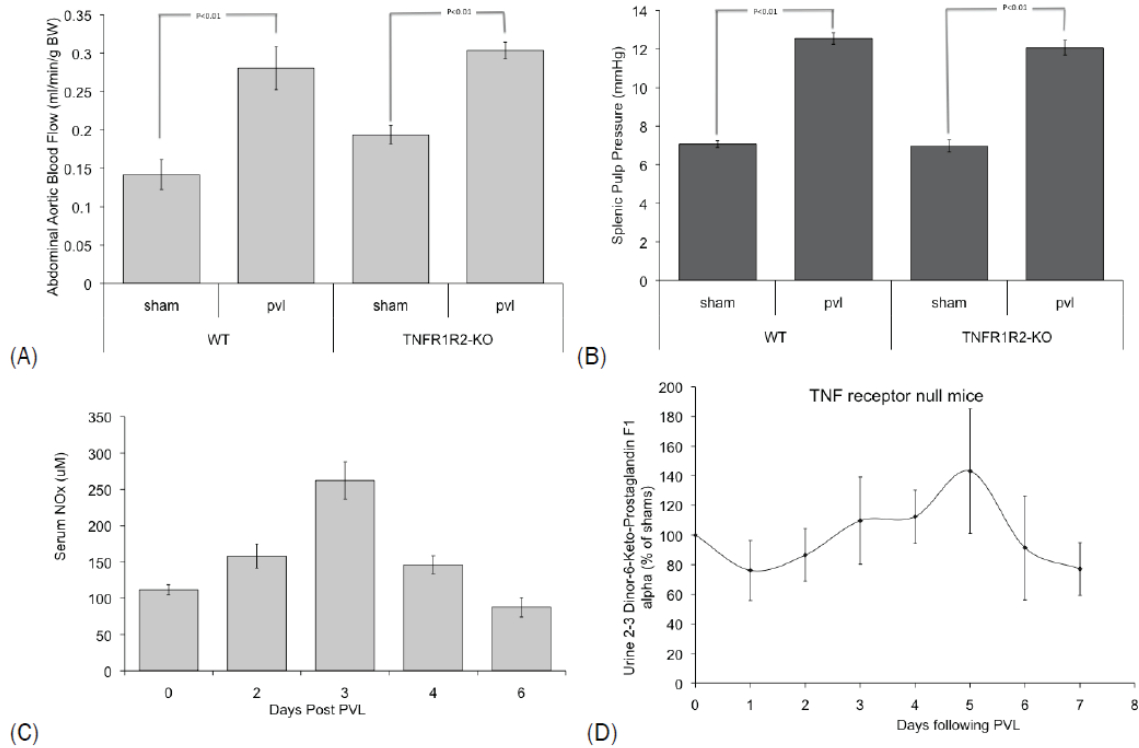 Abdominal Aortic Blood Flow (ml/min/g BW)
0.35
0.3
0.25
0.2
0.15
0.1
0.05
0
P<0.01
P<0.01
sham pvl sham pvl
WT TNFR1R2-KO
(A)
Splenic Pulp Pressure (mmHg)
14
12
10
8
6
4
2
0
P<0.01
P<0.01
sham pvl sham pvl
WT TNFR1R2-KO
(B)
Serum NOx (uM)
350
300
250
200
150
100
50
0
0 2 3 4 6
Days Post PVL
(C)
TNF receptor null mice
Urine 2-3 Dinor-6-Keto-Prostaglandin F1
alpha (% of shams)
200
180
160
140
120
100
80
60
40
20
0
0 1 2 3 4 5 6 7 8
Days following PVL
(D)